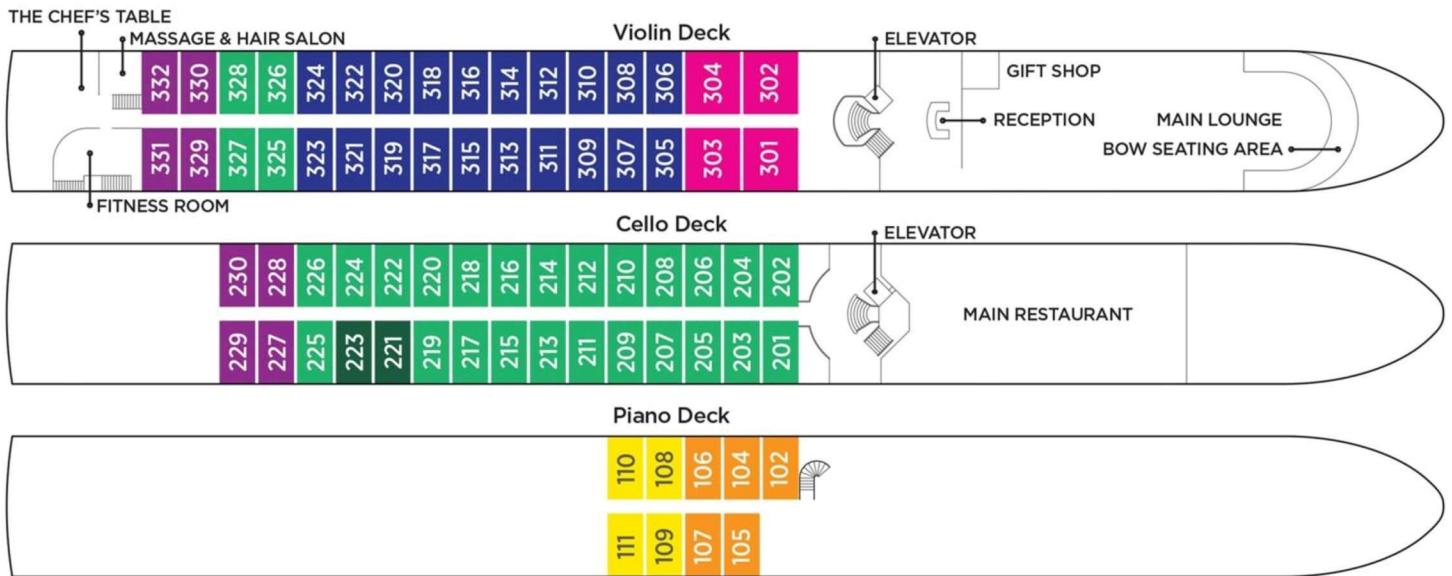 THE CHEF'S TABLE
MASSAGE & HAIR SALON
Violin Deck
ELEVATOR
332 330 328 326 324 322 320 318 316 314 312 310 308 306 304 302
GIFT SHOP
RECEPTION
MAIN LOUNGE
BOW SEATING AREA
331 329 327 325 323 321 319 317 315 313 311 309 307 305 303 301
FITNESS ROOM
Cello Deck
ELEVATOR
230 228 226 224 222 220 218 216 214 212 210 208 206 204 202
MAIN RESTAURANT
229 227 225 223 221 219 217 215 213 211 209 207 205 203 201
Piano Deck
110 108 106 104 102
111 109 107 105